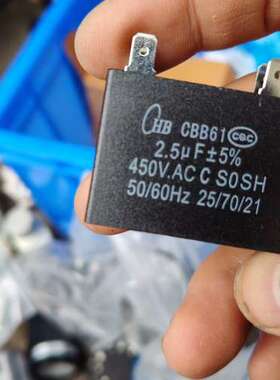 CHB CBB61 CQC
2.5µF±5%
450V.AC C S0SH
50/60Hz 25/70/21